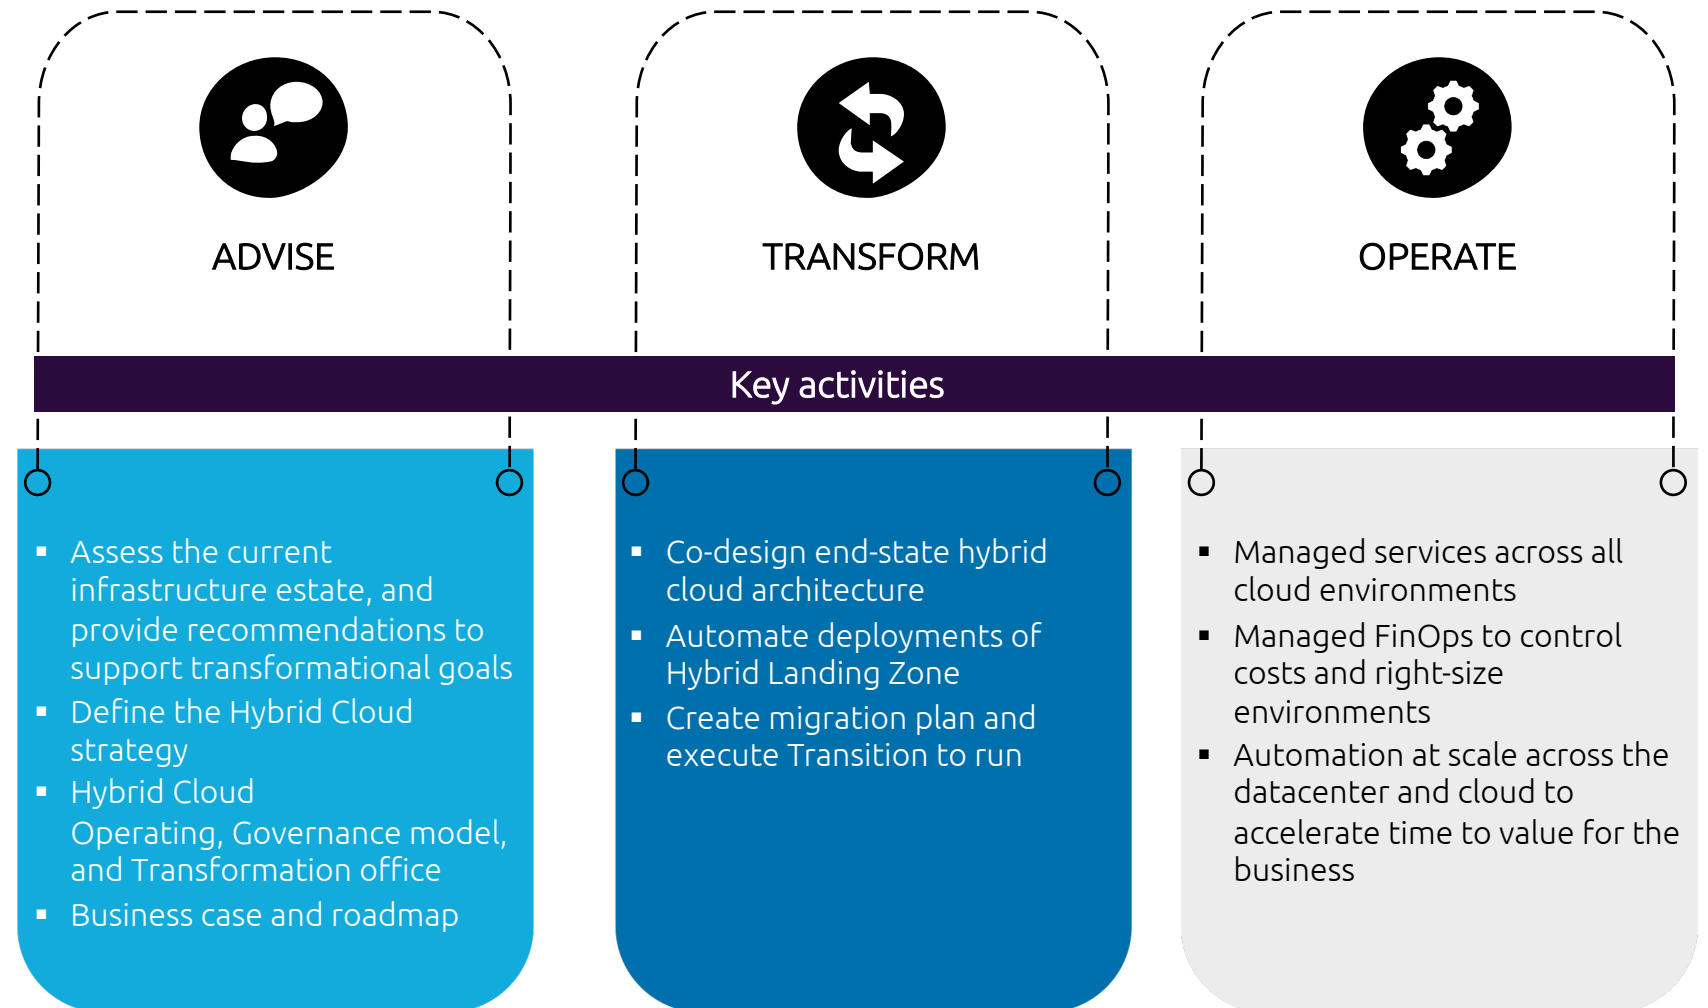 ADVISE
TRANSFORM
OPERATE
Key activities
▪ Assess the current
infrastructure estate, and
provide recommendations to
support transformational goals
▪ Define the Hybrid Cloud
strategy
▪ Hybrid Cloud
Operating, Governance model,
and Transformation office
▪ Business case and roadmap
▪ Co-design end-state hybrid
cloud architecture
▪ Automate deployments of
Hybrid Landing Zone
▪ Create migration plan and
execute Transition to run
▪ Managed services across all
cloud environments
▪ Managed FinOps to control
costs and right-size
environments
▪ Automation at scale across the
datacenter and cloud to
accelerate time to value for the
business